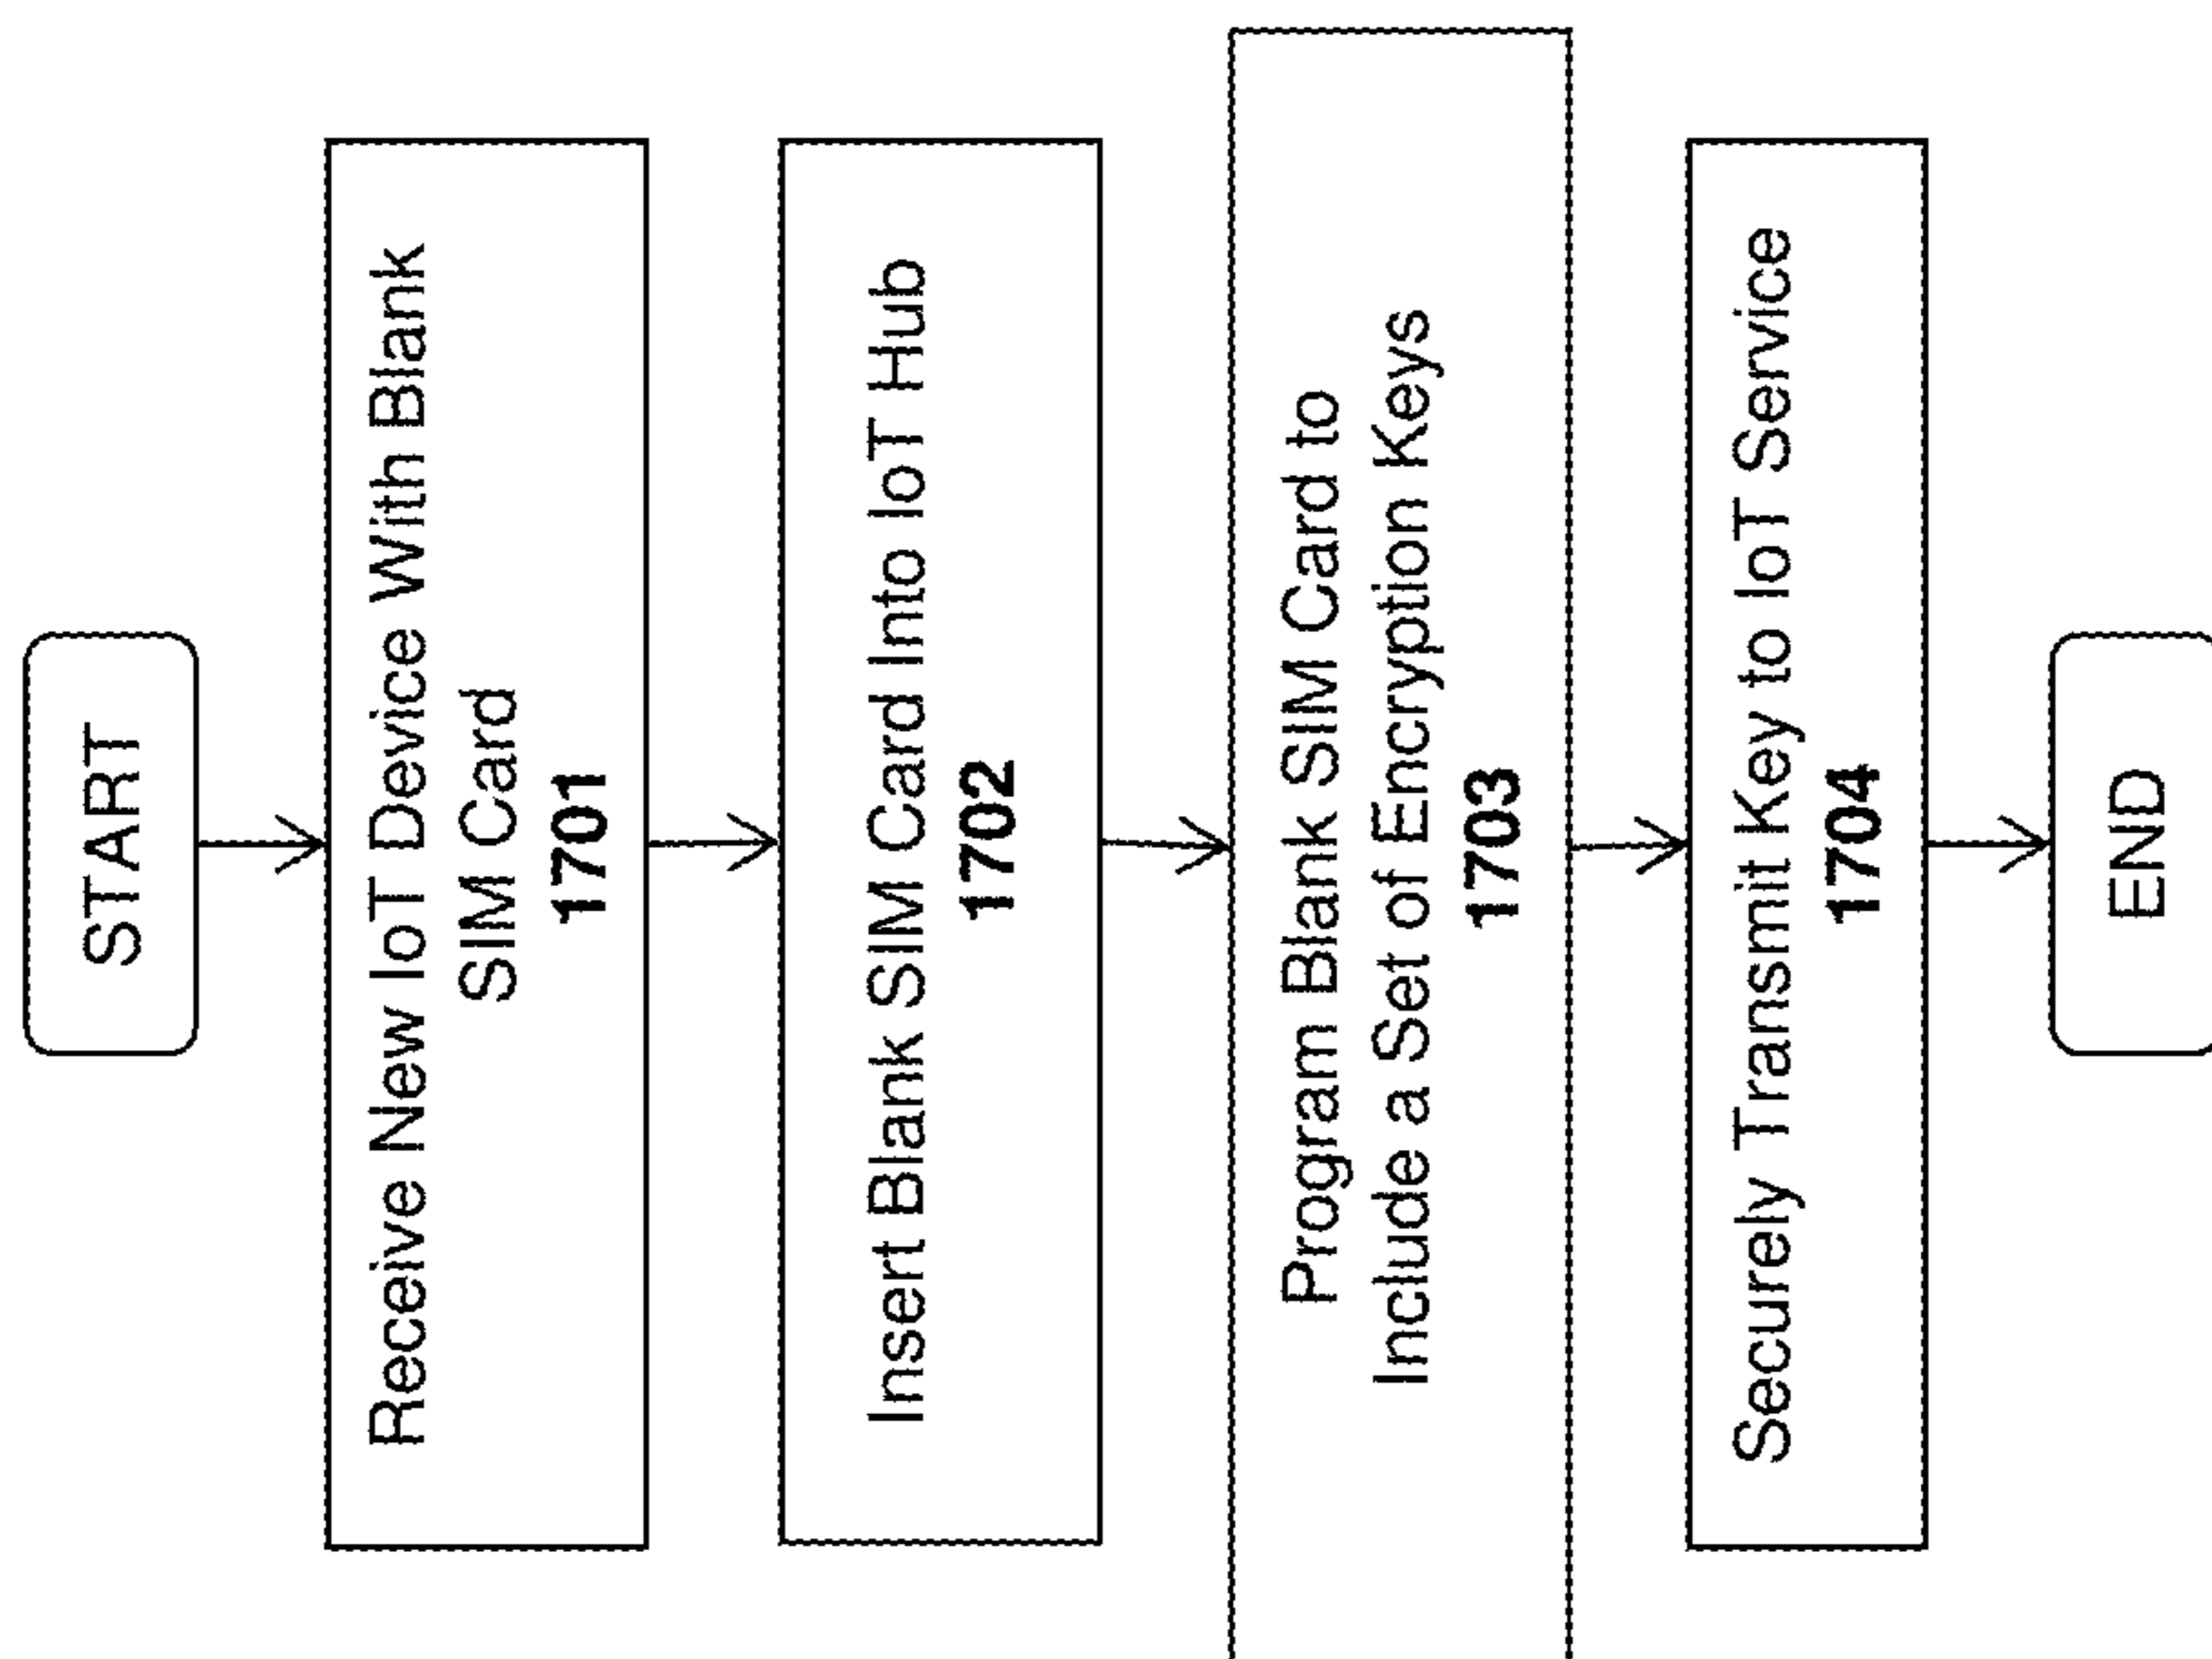 START
Receive New IoT Device With Blank
SIM Card
1701
Insert Blank SIM Card Into IoT Hub
1702
Program Blank SIM Card to
Include a Set of Encryption Keys
1703
Securely Transmit Key to IoT Service
1704
END